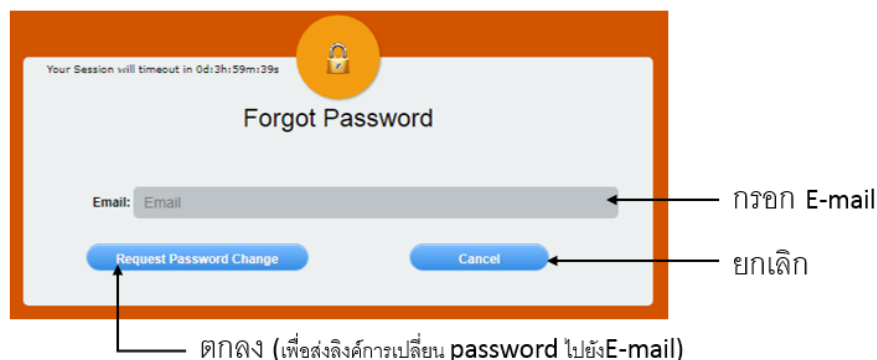 Your Session will timeout in 0d:3h:59m:39s
Forgot Password
Email: Email
กรอก E-mail
Request Password Change
Cancel
ยกเลิก
ตกลง (เพื่อส่งลิงค์การเปลี่ยน password ไปยังE-mail)